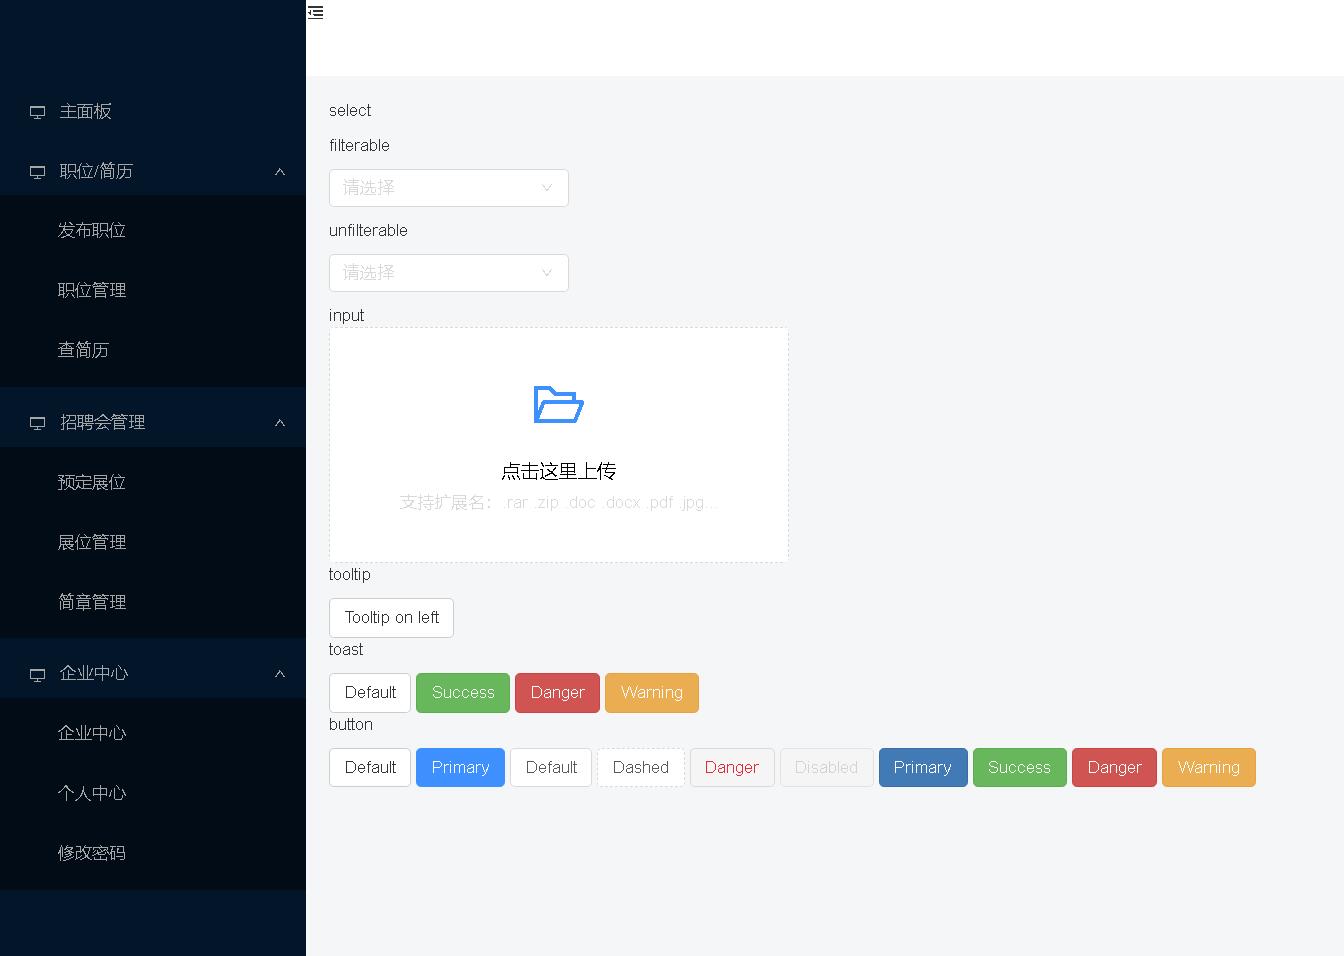 主面板
职位/简历
发布职位
职位管理
查简历
招聘会管理
预定展位
展位管理
简章管理
企业中心
企业中心
个人中心
修改密码
select
filterable
请选择
unfilterable
请选择
input
点击这里上传
支持扩展名：.rar .zip .doc .docx .pdf .jpg...
tooltip
Tooltip on left
toast
Default Success Danger Warning
button
Default Primary Default Dashed Danger Disabled Primary Success Danger Warning